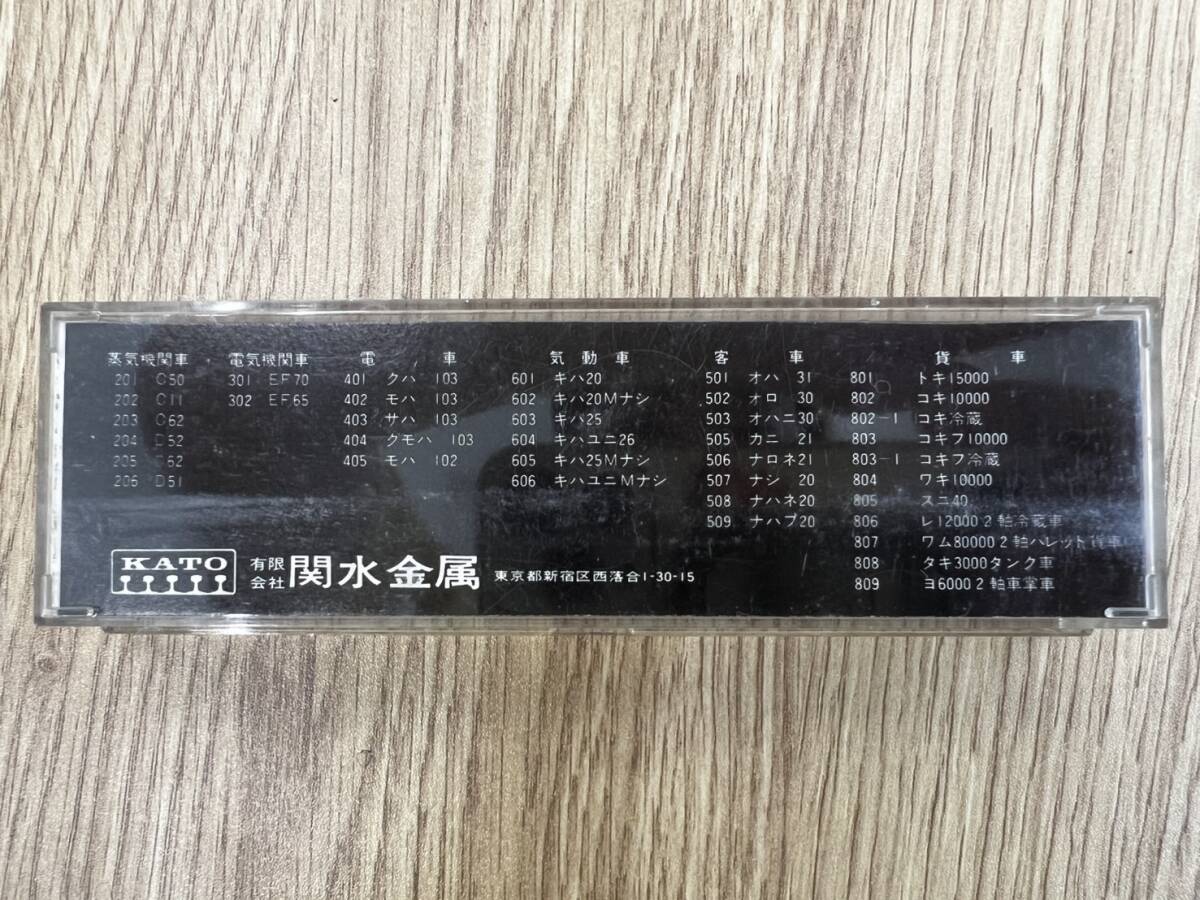 蒸気機関車 電気機関車 電車 気動車 客車 貨車
201 C50 301 EF70 401 クハ 103 601 キハ20 501 オハ 31 801 トキ15000
202 C11 302 EF65 402 モハ 103 602 キハ20Mナシ 502 オロ 30 802 コキ10000
203 C62 403 サハ 103 603 キハ25 503 オハニ30 802-1 コキ冷蔵
204 D52 404 クモハ 103 604 キハユニ26 505 カニ 21 803 コキフ10000
205 405 モハ 102 605 キハ25Mナシ 506 ナロネ21 803-1 コキフ冷蔵
206 D51 606 キハユニMナシ 507 ナシ 20 804 ワキ10000
508 ナハネ20 805 スニ40
509 ナハフ20 806 レ12000 2軸冷蔵車
807 ワム80000 2軸パレット貨車
808 タキ3000タンク車
809 ヨ6000 2軸車掌車
KATO 有限会社 関水金属 東京都新宿区西落合1-30-15